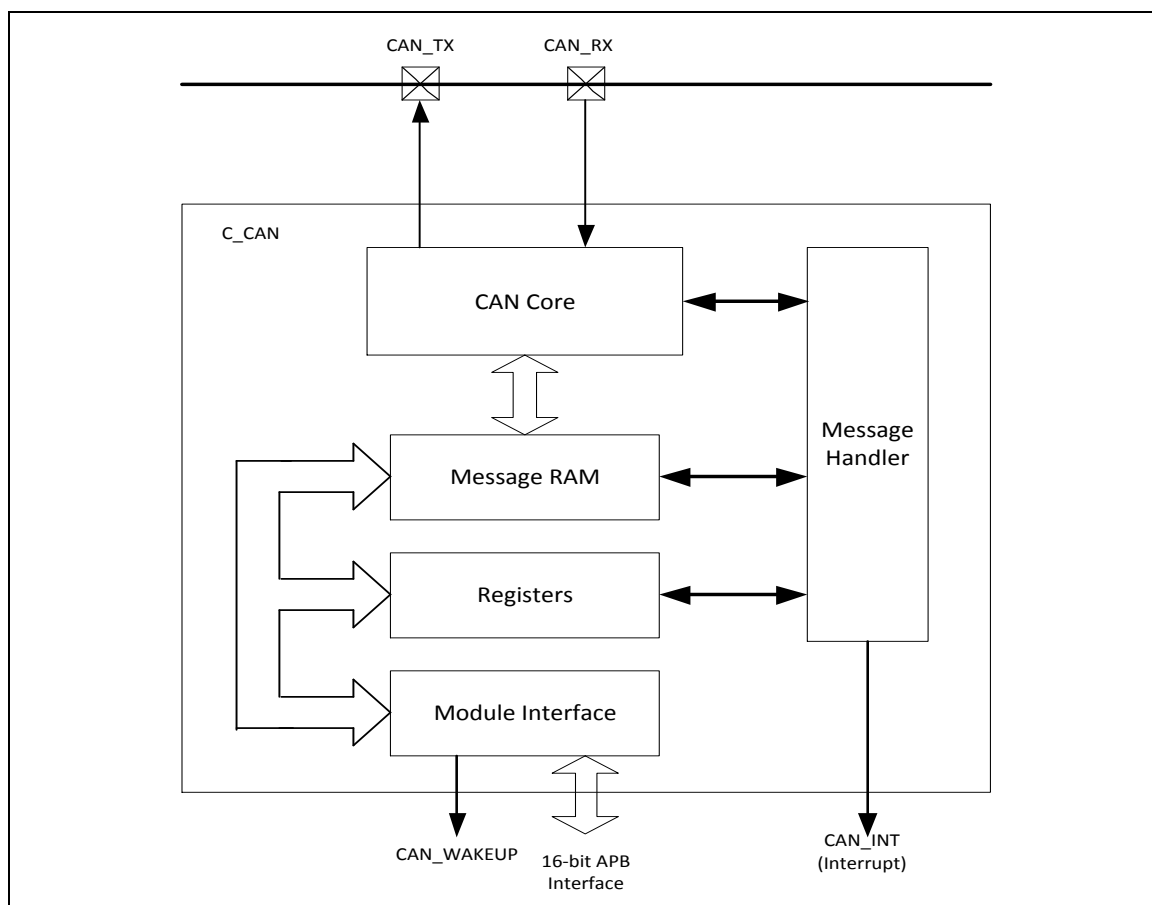 CAN_TX
CAN_RX
C_CAN
CAN Core
Message
Handler
Message RAM
Registers
Module Interface
CAN_WAKEUP
16-bit APB
Interface
CAN_INT
(Interrupt)